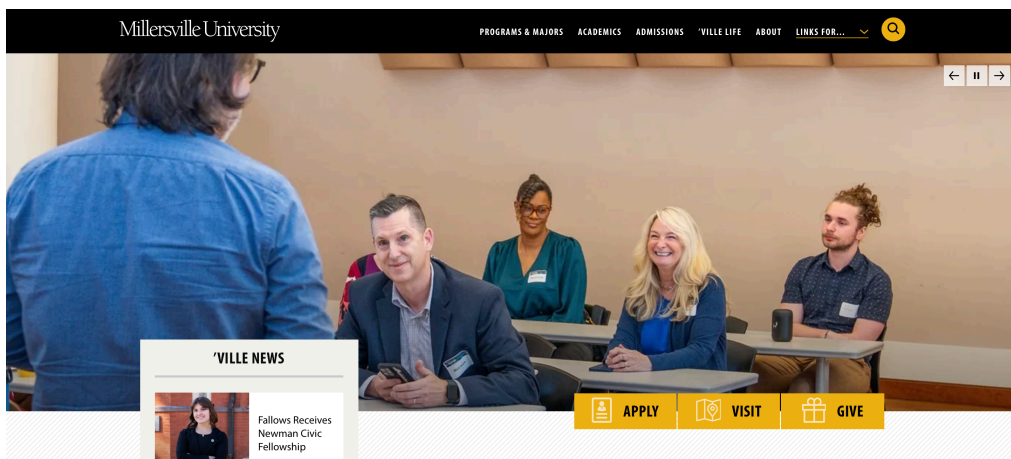 Millersville University
PROGRAMS & MAJORS ACADEMICS ADMISSIONS 'VILLE LIFE ABOUT LINKS FOR...
'VILLE NEWS
Fallows Receives
Newman Civic
Fellowship
APPLY VISIT GIVE